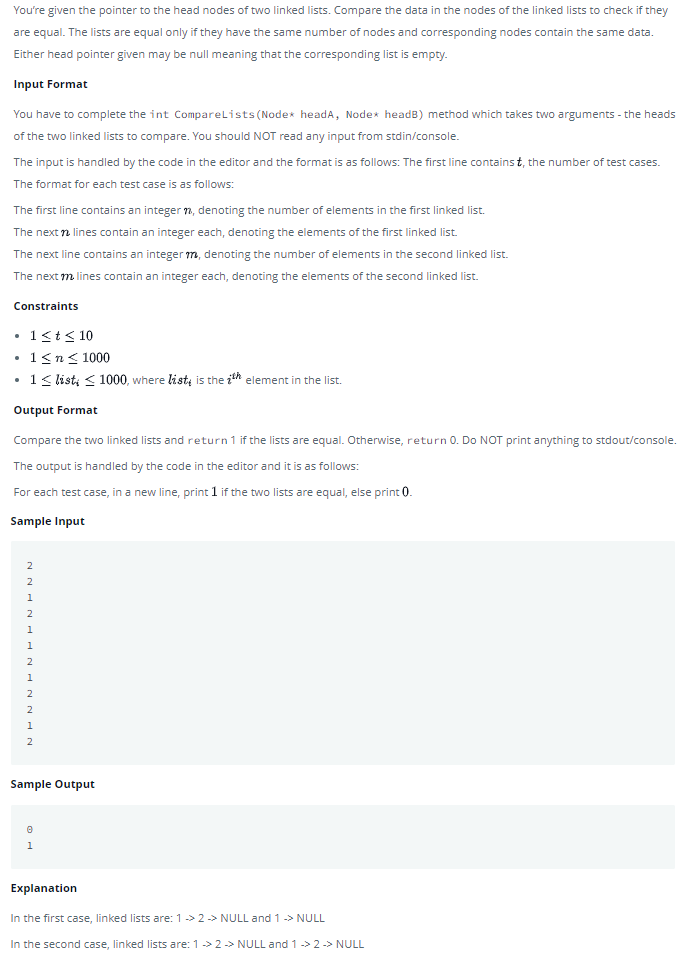 You're given the pointer to the head nodes of two linked lists. Compare the data in the nodes of the linked lists to check if they
are equal. The lists are equal only if they have the same number of nodes and corresponding nodes contain the same data.
Either head pointer given may be null meaning that the corresponding list is empty.
Input Format
You have to complete the int CompareLists(Node* headA, Node* headB) method which takes two arguments - the heads
of the two linked lists to compare. You should NOT read any input from stdin/console.
The input is handled by the code in the editor and the format is as follows: The first line contains t, the number of test cases.
The format for each test case is as follows:
The first line contains an integer n, denoting the number of elements in the first linked list.
The next n lines contain an integer each, denoting the elements of the first linked list.
The next line contains an integer m, denoting the number of elements in the second linked list.
The next m lines contain an integer each, denoting the elements of the second linked list.
Constraints
• 1 ≤ t ≤ 10
• 1 ≤ n ≤ 1000
• 1 ≤ listᵢ ≤ 1000, where listᵢ is the iᵗʰ element in the list.
Output Format
Compare the two linked lists and return 1 if the lists are equal. Otherwise, return 0. Do NOT print anything to stdout/console.
The output is handled by the code in the editor and it is as follows:
For each test case, in a new line, print 1 if the two lists are equal, else print 0.
Sample Input
2
2
1
2
1
1
2
1
2
2
1
2
Sample Output
0
1
Explanation
In the first case, linked lists are: 1 -> 2 -> NULL and 1 -> NULL
In the second case, linked lists are: 1 -> 2 -> NULL and 1 -> 2 -> NULL